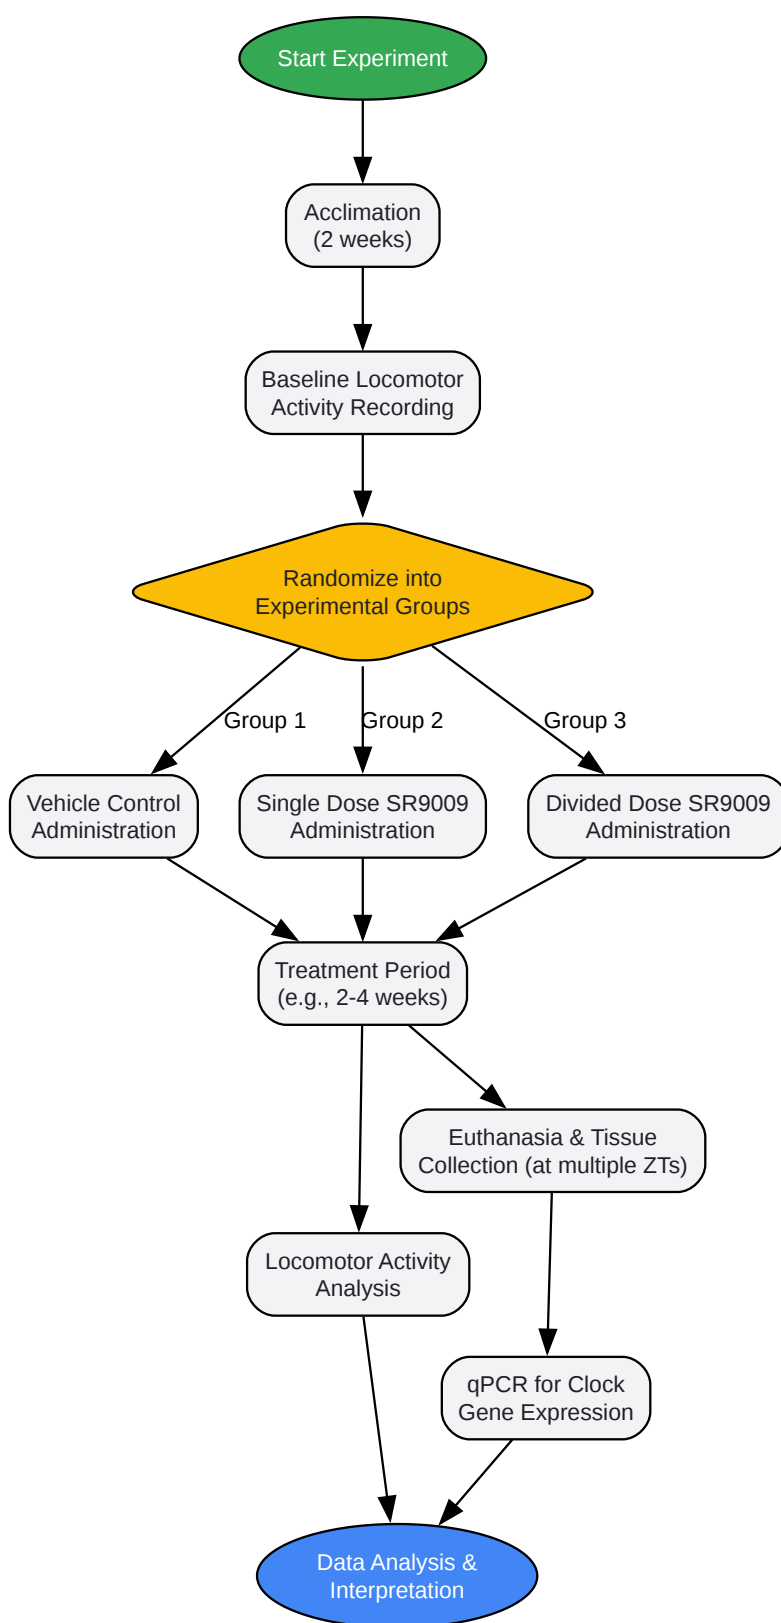 Start Experiment
Acclimation
(2 weeks)
Baseline Locomotor
Activity Recording
Randomize into
Experimental Groups
Group 1
Group 2
Group 3
Vehicle Control
Administration
Single Dose SR9009
Administration
Divided Dose SR9009
Administration
Treatment Period
(e.g., 2-4 weeks)
Euthanasia & Tissue
Collection (at multiple ZTs)
Locomotor Activity
Analysis
qPCR for Clock
Gene Expression
Data Analysis &
Interpretation